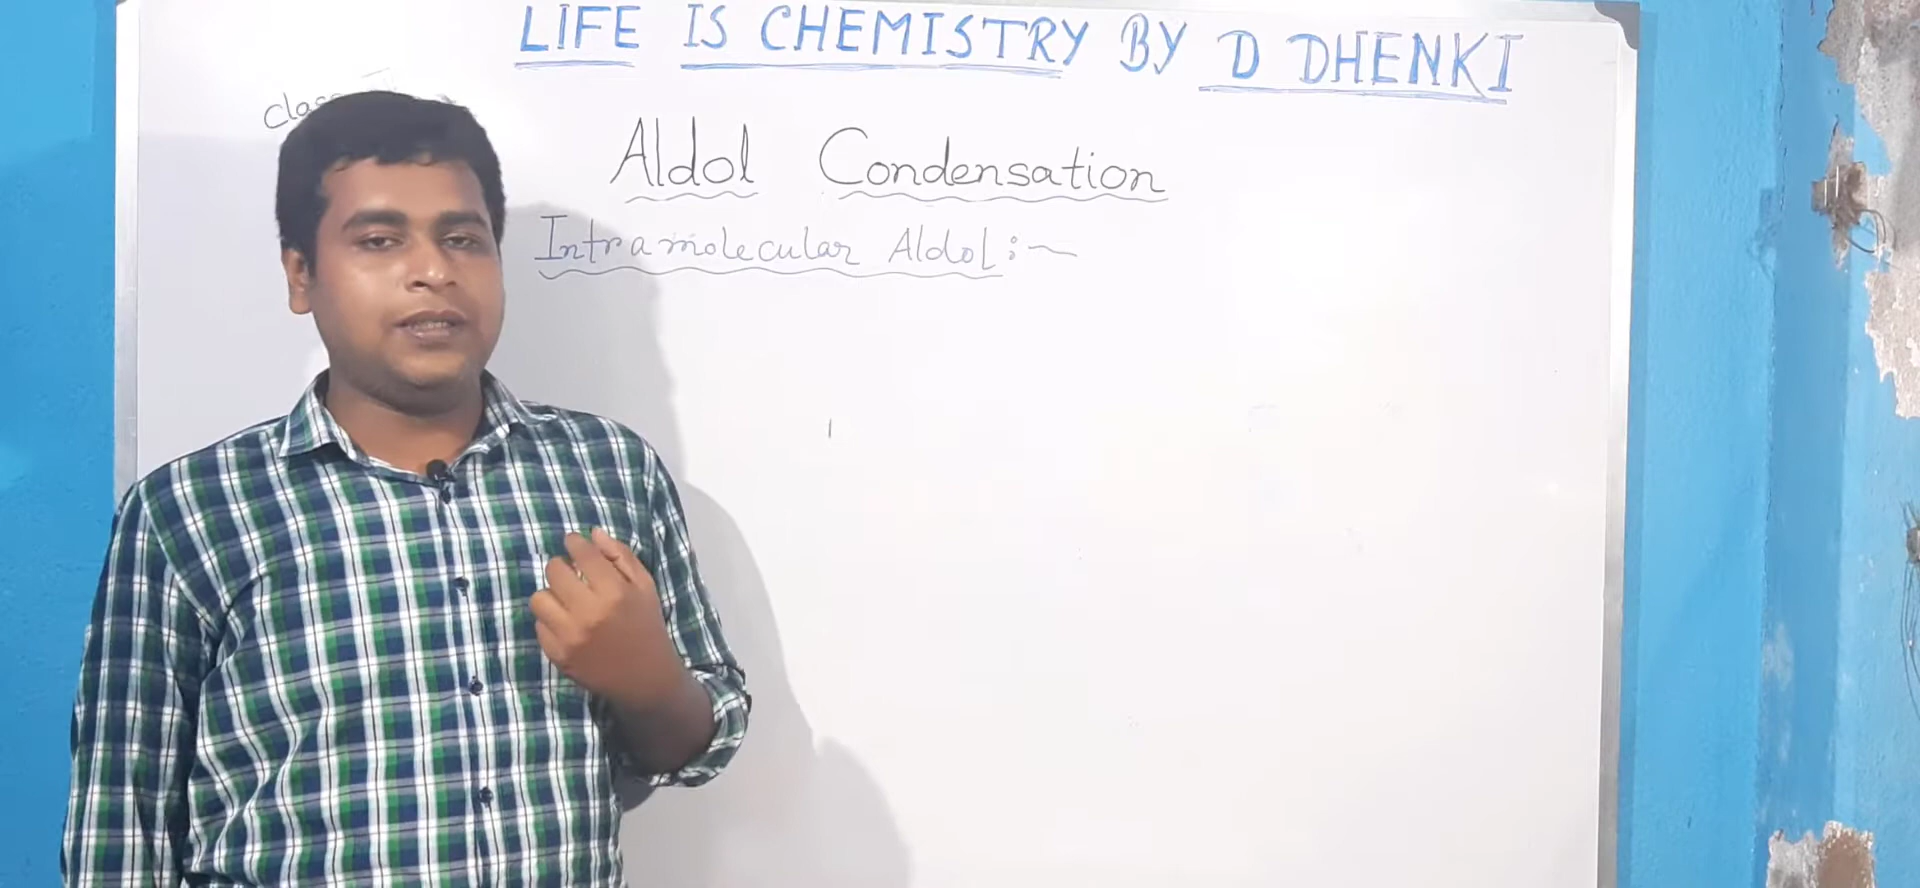 LIFE IS CHEMISTRY BY D DHENKI
Aldol Condensation
Intramolecular Aldol:~